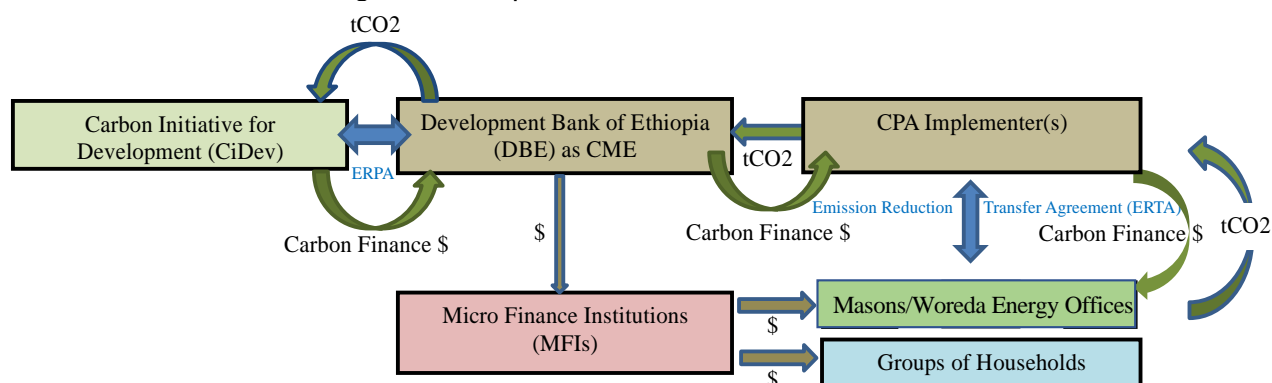 tCO2
Carbon Initiative for
Development (CiDev)
ERPA
Development Bank of Ethiopia
(DBE) as CME
tCO2
CPA Implementer(s)
Carbon Finance $
$
Carbon Finance $
Emission Reduction
Transfer Agreement (ERTA)
Carbon Finance $
tCO2
Micro Finance Institutions
(MFIs)
$
Masons/Woreda Energy Offices
$
Groups of Households